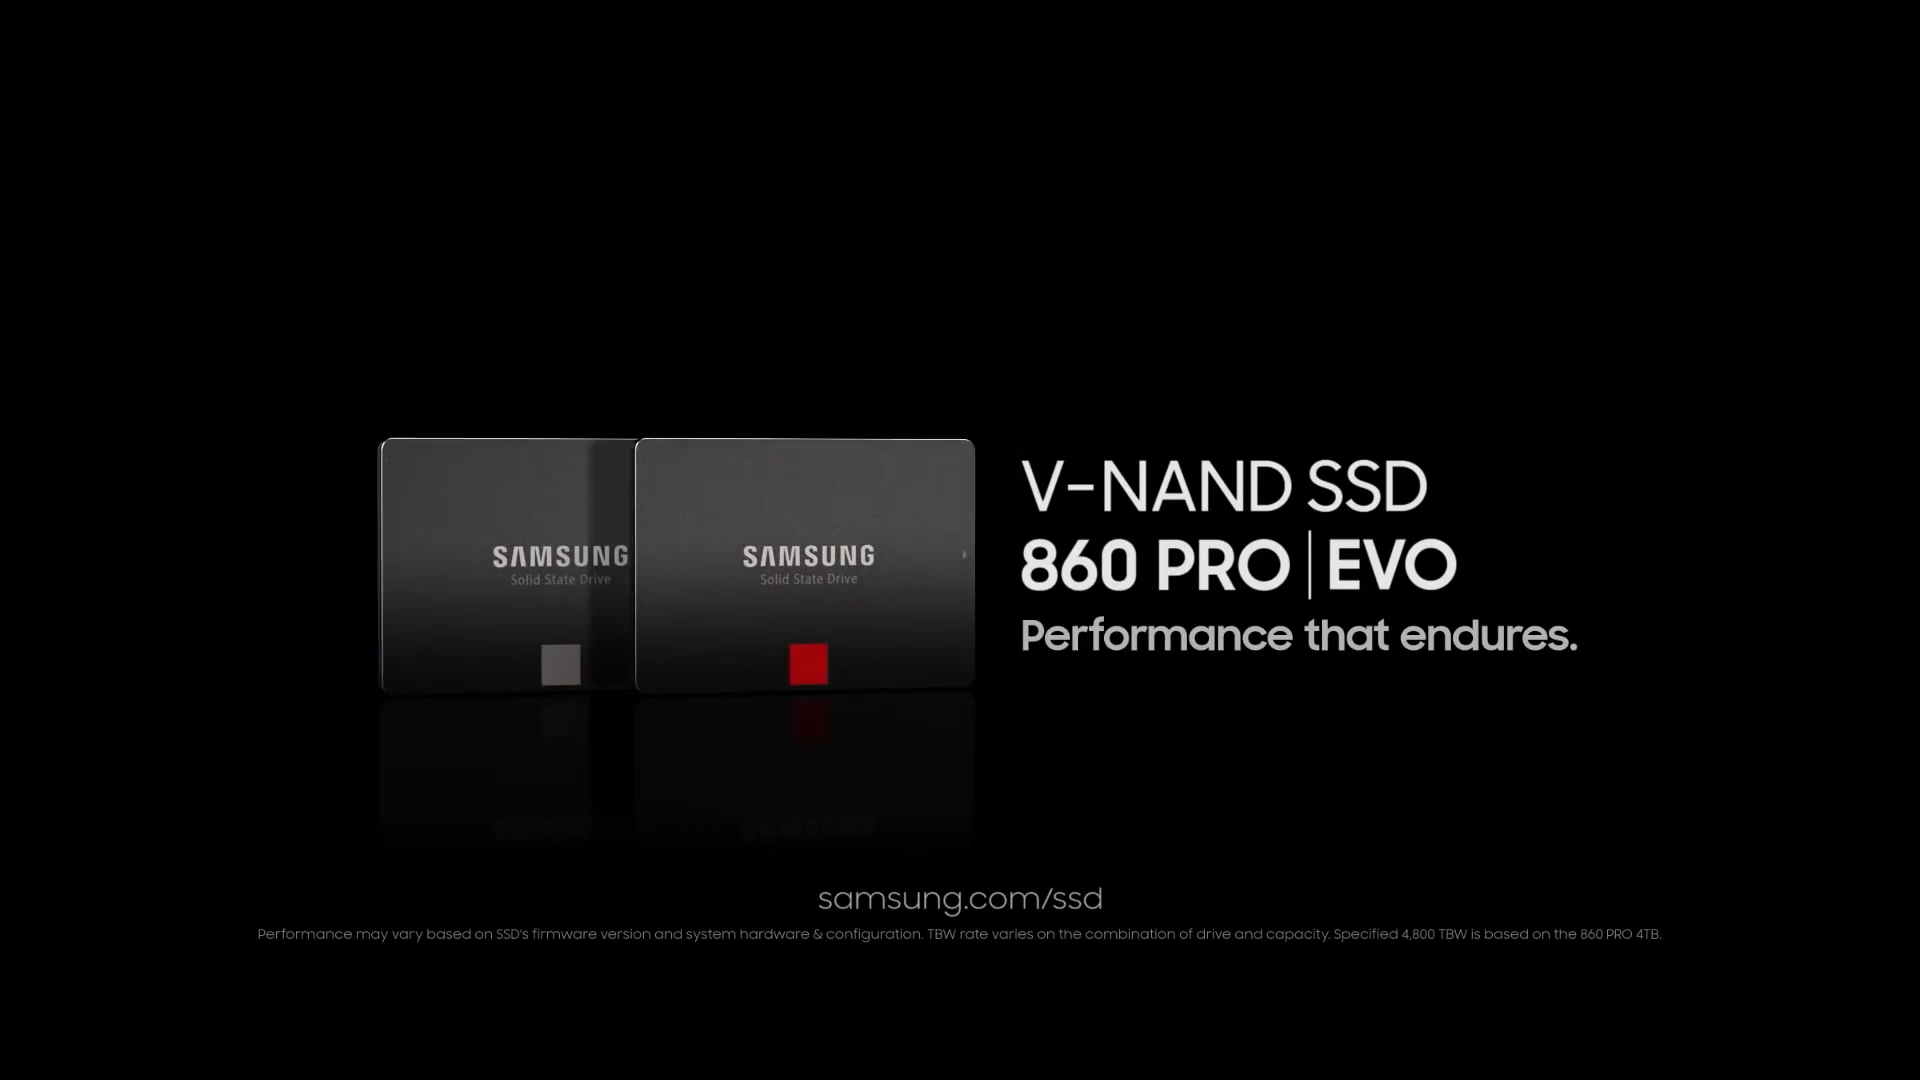 SAMSUNG
Solid State Drive
SAMSUNG
Solid State Drive
V-NAND SSD
860 PRO | EVO
Performance that endures.
samsung.com/ssd
Performance may vary based on SSD's firmware version and system hardware & configuration. TBW rate varies on the combination of drive and capacity. Specified 4,800 TBW is based on the 860 PRO 4TB.